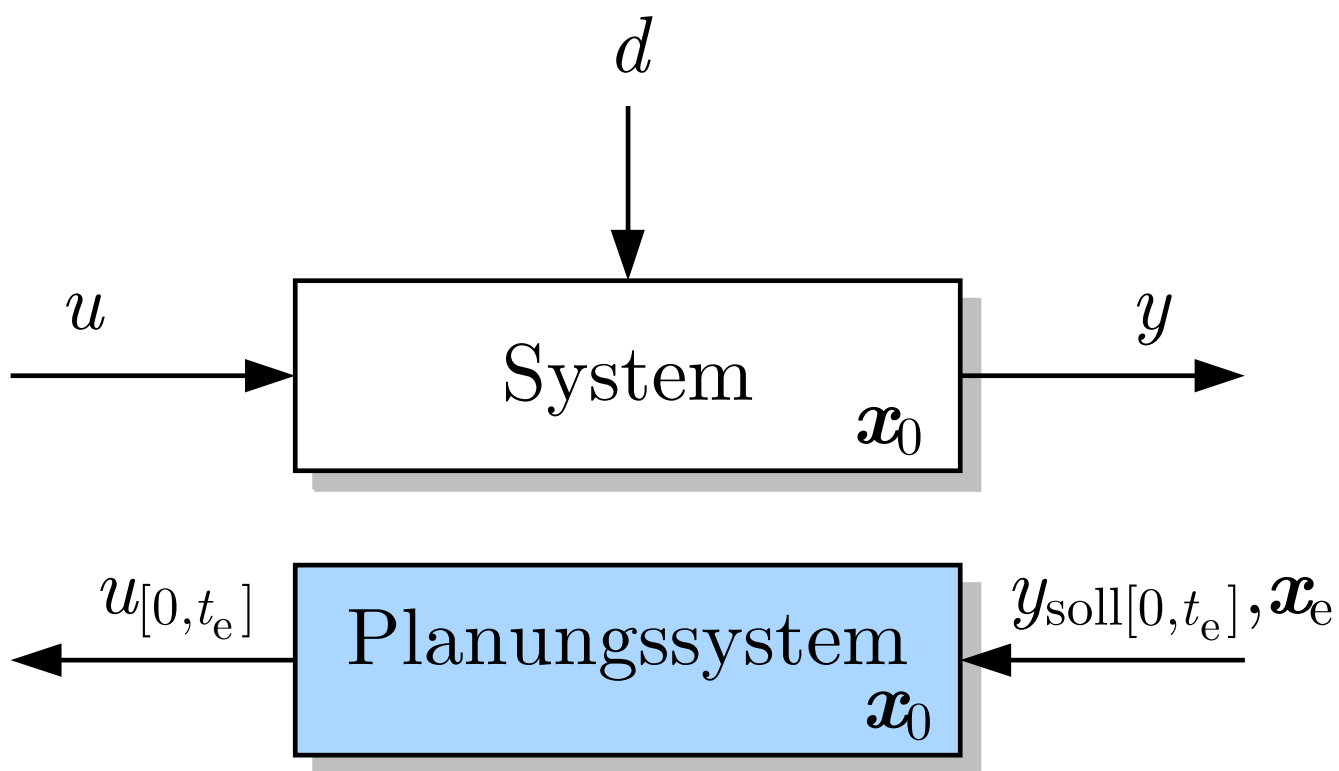 d
u
y
System
x₀
u[0,tₑ]
ysoll[0,tₑ],xₑ
Planungssystem
x₀